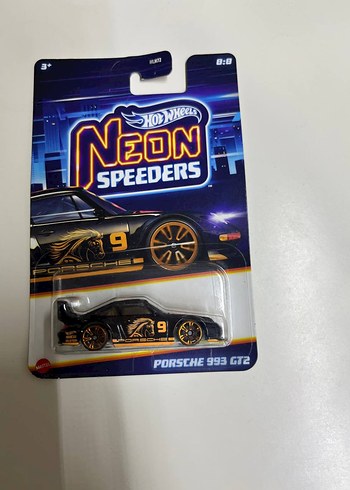 3+
8:8
HOT WHEELS
NEON
SPEEDERS
9
PORSCHE
9
PORSCHE
PORSCHE 993 GT2